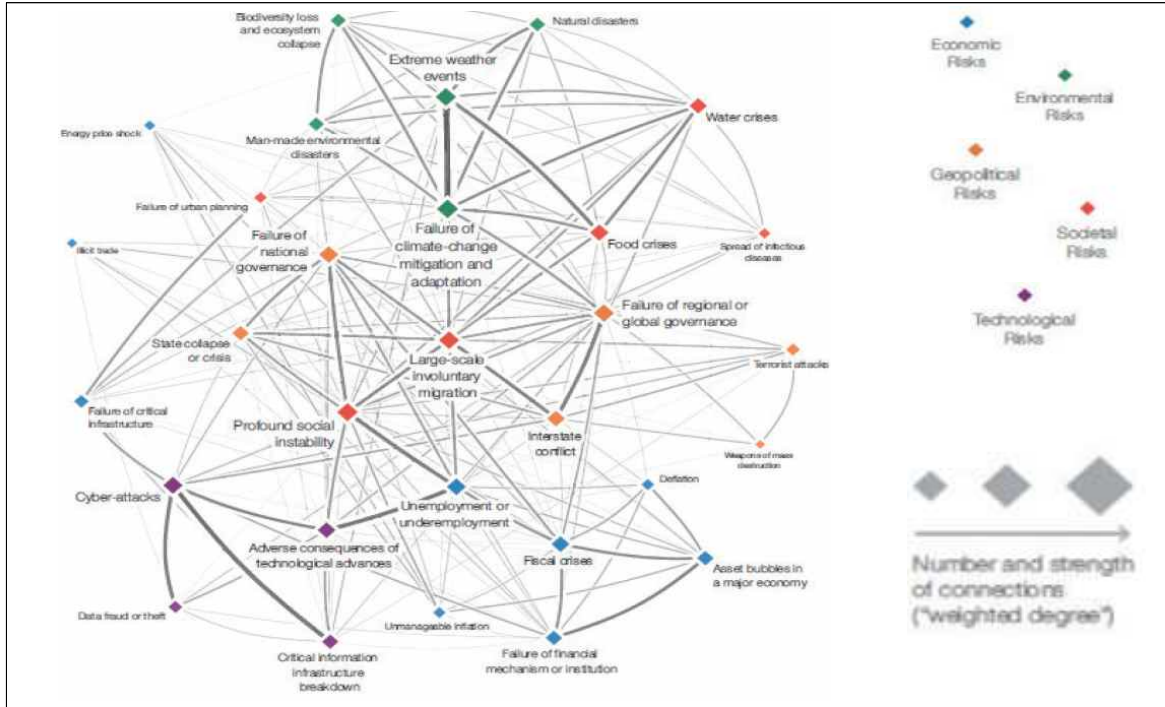 Biodiversity loss
and ecosystem
collapse
Natural disasters
Extreme weather
events
Water crises
Energy price shock
Man-made environmental
disasters
Failure of urban planning
Failure of
climate-change
mitigation and
adaptation
Food crises
Spread of infectious
diseases
Illicit trade
Failure of
national
governance
Failure of regional or
global governance
State collapse
or crisis
Large-scale
involuntary
migration
Terrorist attacks
Failure of critical
infrastructure
Profound social
instability
Interstate
conflict
Weapons of mass
destruction
Cyber-attacks
Unemployment or
underemployment
Deflation
Adverse consequences of
technological advances
Fiscal crises
Asset bubbles in
a major economy
Data fraud or theft
Unmanageable inflation
Critical information
infrastructure
breakdown
Failure of financial
mechanism or institution
Economic
Risks
Environmental
Risks
Geopolitical
Risks
Societal
Risks
Technological
Risks
Number and strength
of connections
("weighted degree")